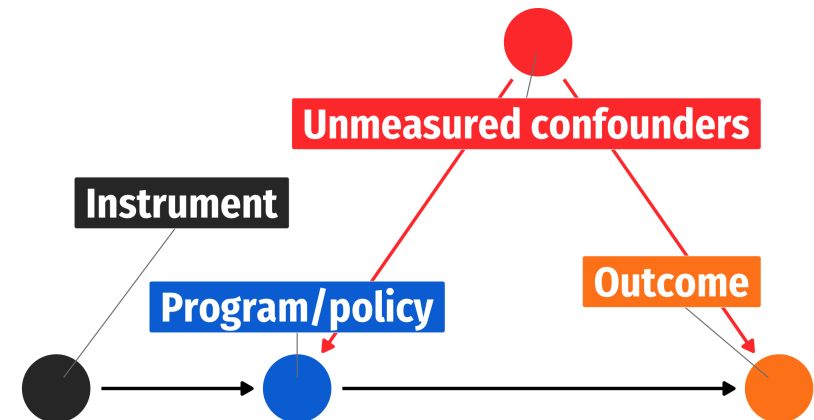 Unmeasured confounders
Instrument
Outcome
Program/policy